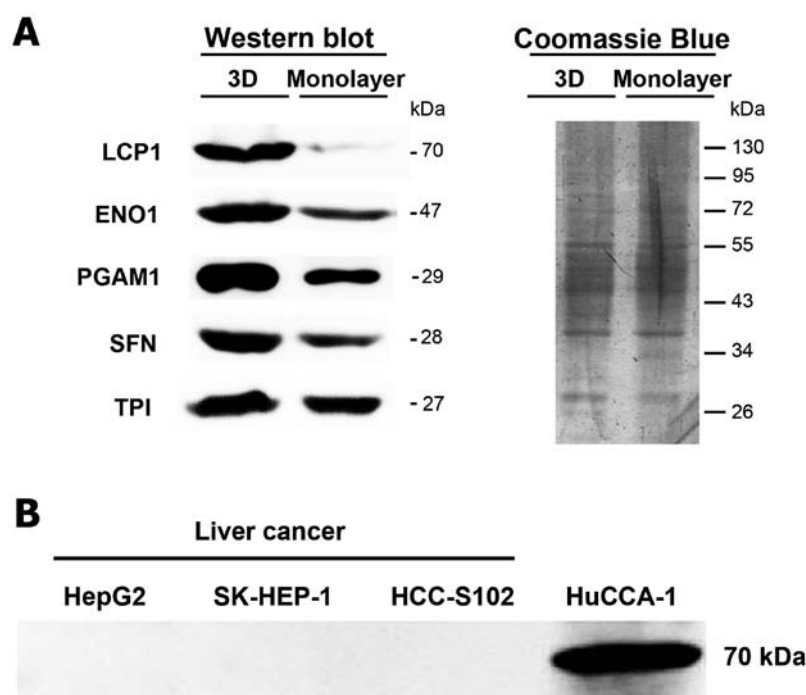 A
Western blot
3D Monolayer
kDa
LCP1 -70
ENO1 -47
PGAM1 -29
SFN -28
TPI -27
Coomassie Blue
3D Monolayer
kDa
130
95
72
55
43
34
26
B
Liver cancer
HepG2 SK-HEP-1 HCC-S102 HuCCA-1
70 kDa